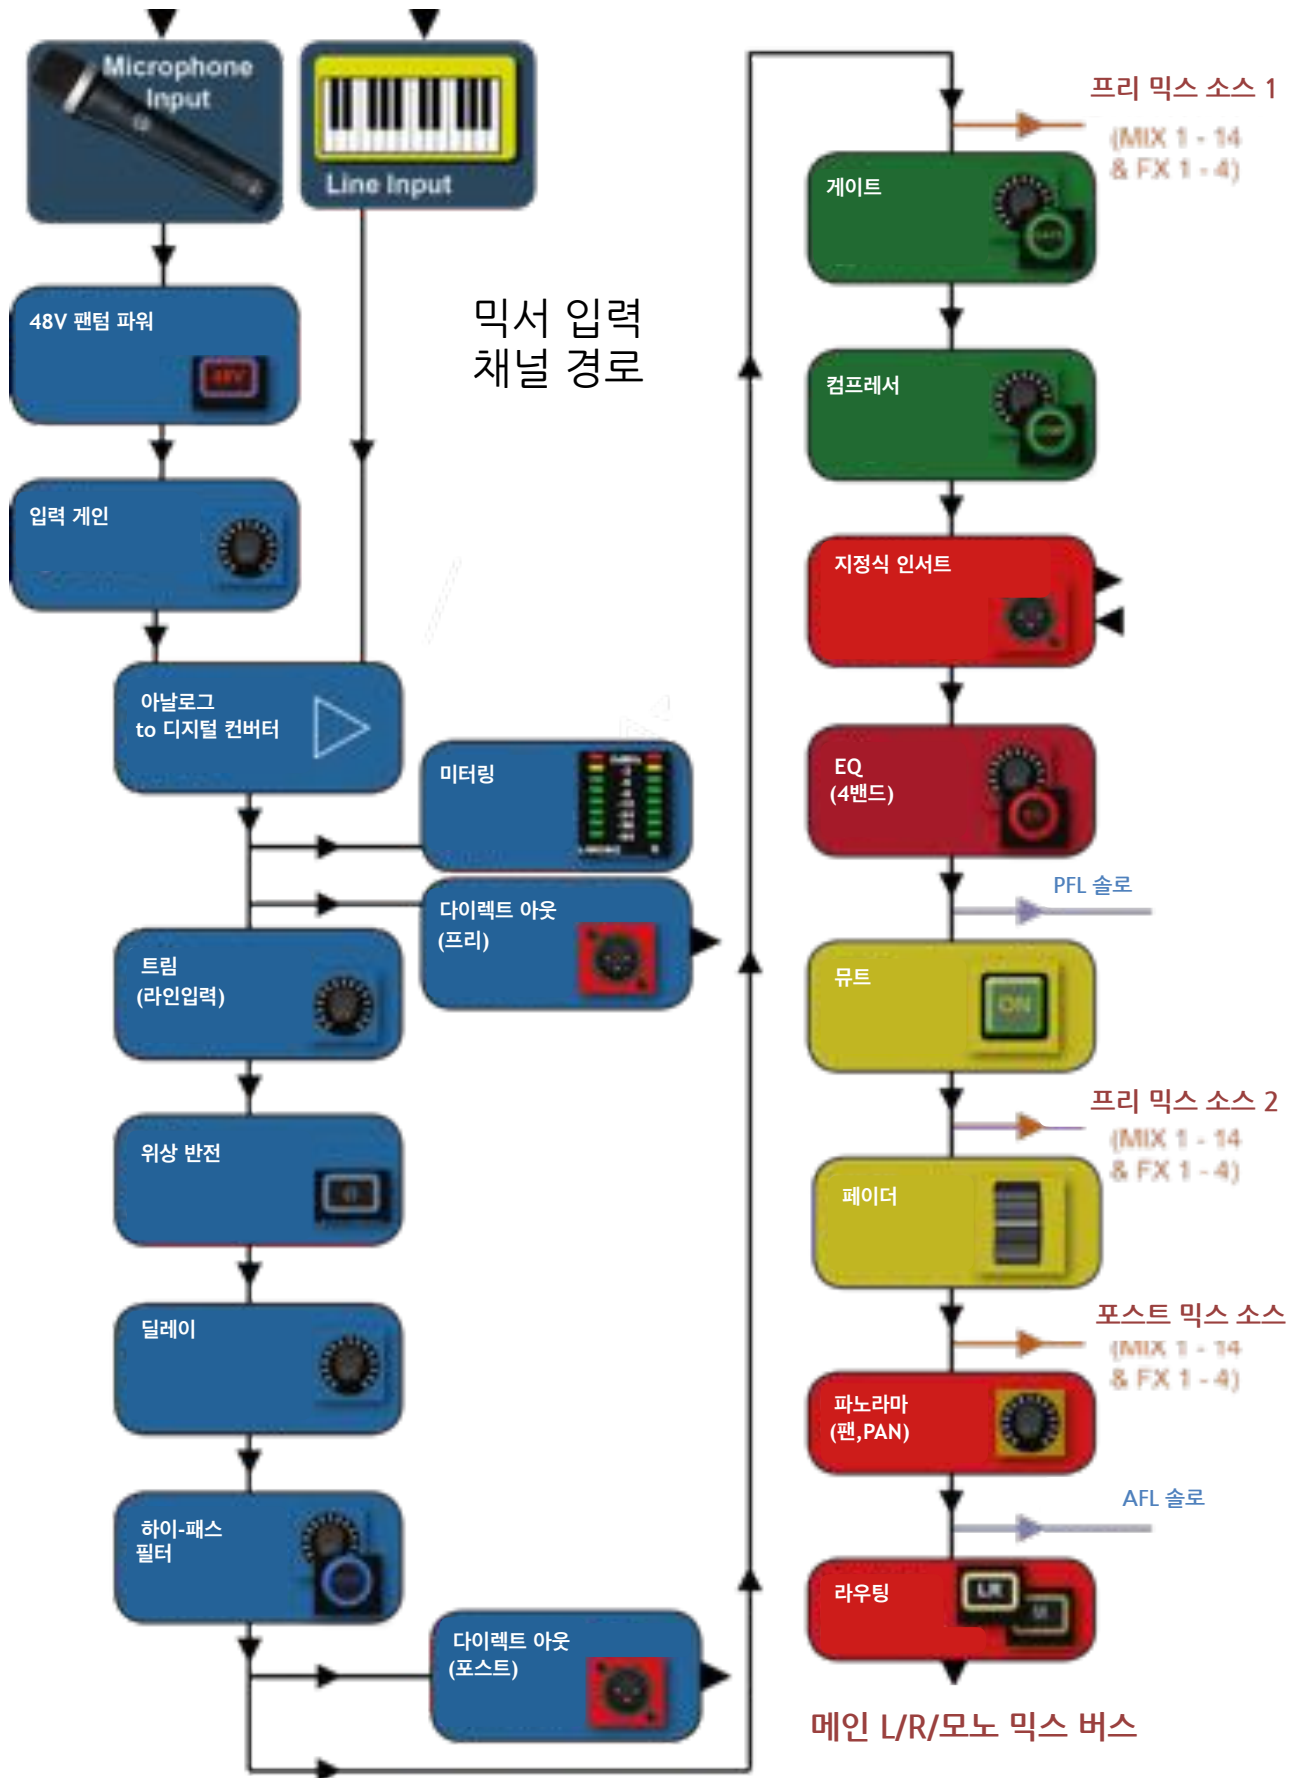 Microphone
Input
Line Input
48V 팬텀 파워
48V
입력 게인
믹서 입력
채널 경로
아날로그
to 디지털 컨버터
미터링
다이렉트 아웃
(프리)
트림
(라인입력)
위상 반전
딜레이
하이-패스
필터
다이렉트 아웃
(포스트)
프리 믹스 소스 1
(MIX 1 - 14
& FX 1 - 4)
게이트
컴프레서
지정식 인서트
EQ
(4밴드)
PFL 솔로
뮤트
ON
프리 믹스 소스 2
(MIX 1 - 14
& FX 1 - 4)
페이더
포스트 믹스 소스
(MIX 1 - 14
& FX 1 - 4)
파노라마
(팬,PAN)
AFL 솔로
라우팅
LR
M
메인 L/R/모노 믹스 버스